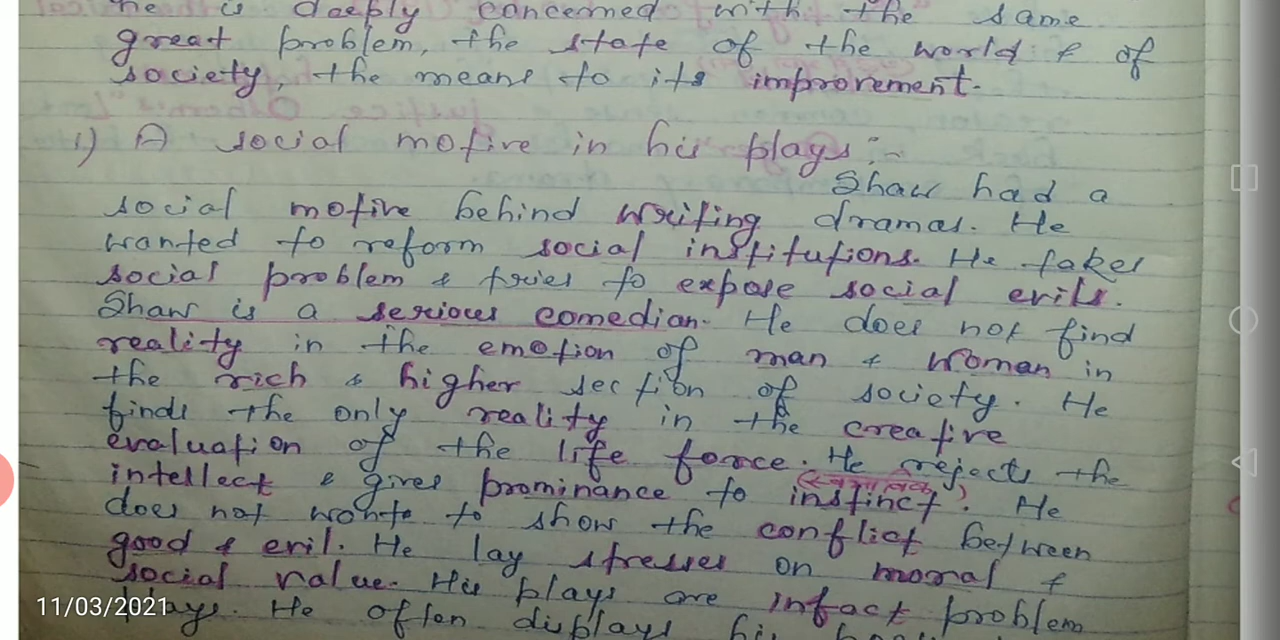 he is deeply concerned with the same
great problem, the state of the world & of
society, the means to its improvement.
1) A social motive in his plays :-
Shaw had a
social motive behind writing dramas. He
wanted to reform social institutions. He takes
social problem & tries to expose social evils.
Shaw is a serious comedian. He does not find
reality in the emotion of man & women in
the rich & higher section of society. He
finds the only reality in the creative
evaluation of the life force. He rejects the
intellect & gives prominance to instinct. He
does not wonts to show the conflict between
good & evil. He lay stresses on moral &
social value. His plays are infact problem
plays. He often displays his
11/03/2021